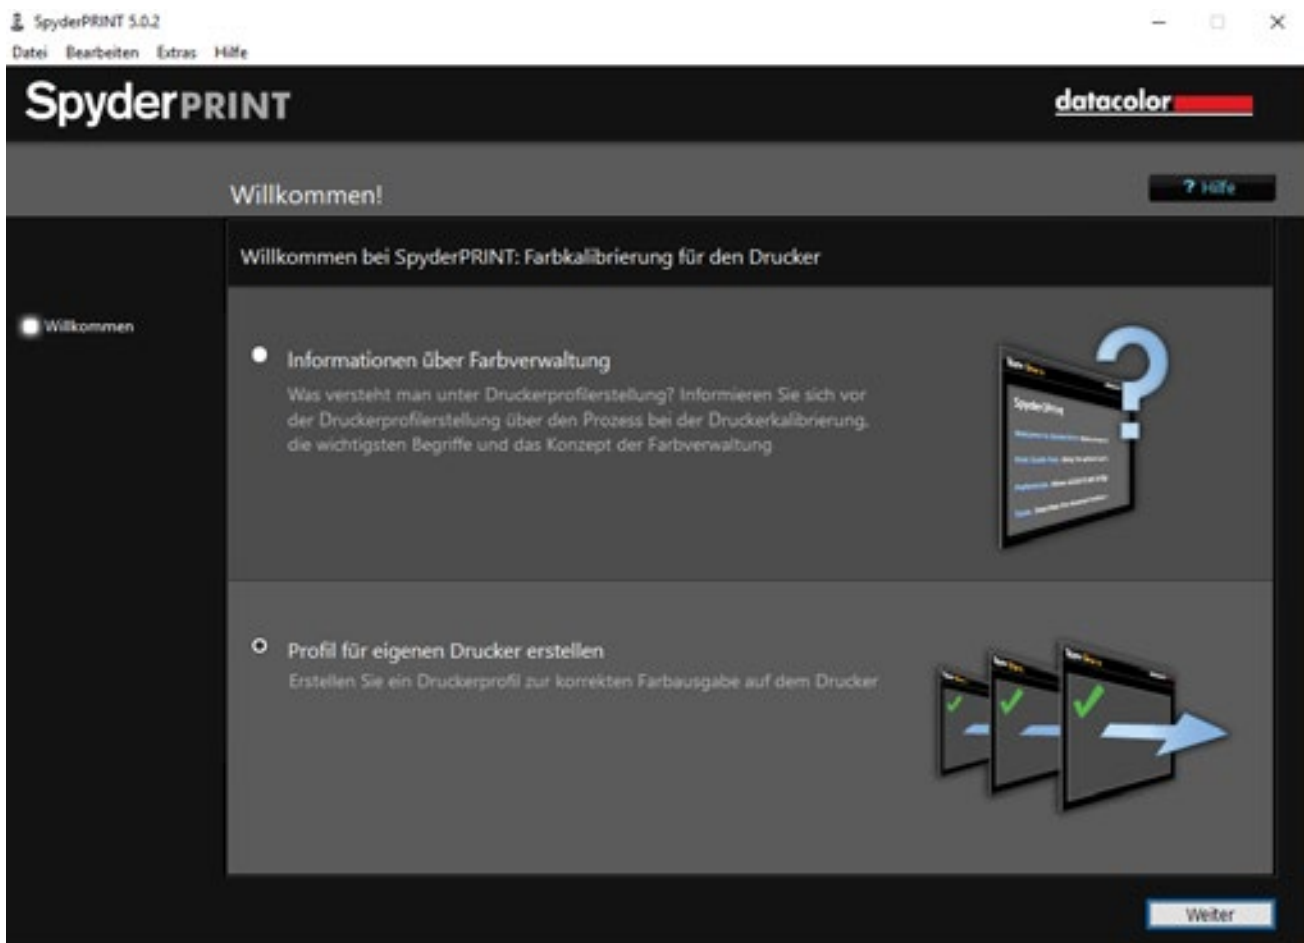 SpyderPRINT 5.0.2
Datei Bearbeiten Extras Hilfe
SpyderPRINT
datacolor
Willkommen!
? Hilfe
Willkommen bei SpyderPRINT: Farbkalibrierung für den Drucker
Willkommen
Informationen über Farbverwaltung
Was versteht man unter Druckerprofilerstellung? Informieren Sie sich vor
der Druckerprofilerstellung über den Prozess bei der Druckerkalibrierung,
die wichtigsten Begriffe und das Konzept der Farbverwaltung
Profil für eigenen Drucker erstellen
Erstellen Sie ein Druckerprofil zur korrekten Farbausgabe auf dem Drucker
Weiter